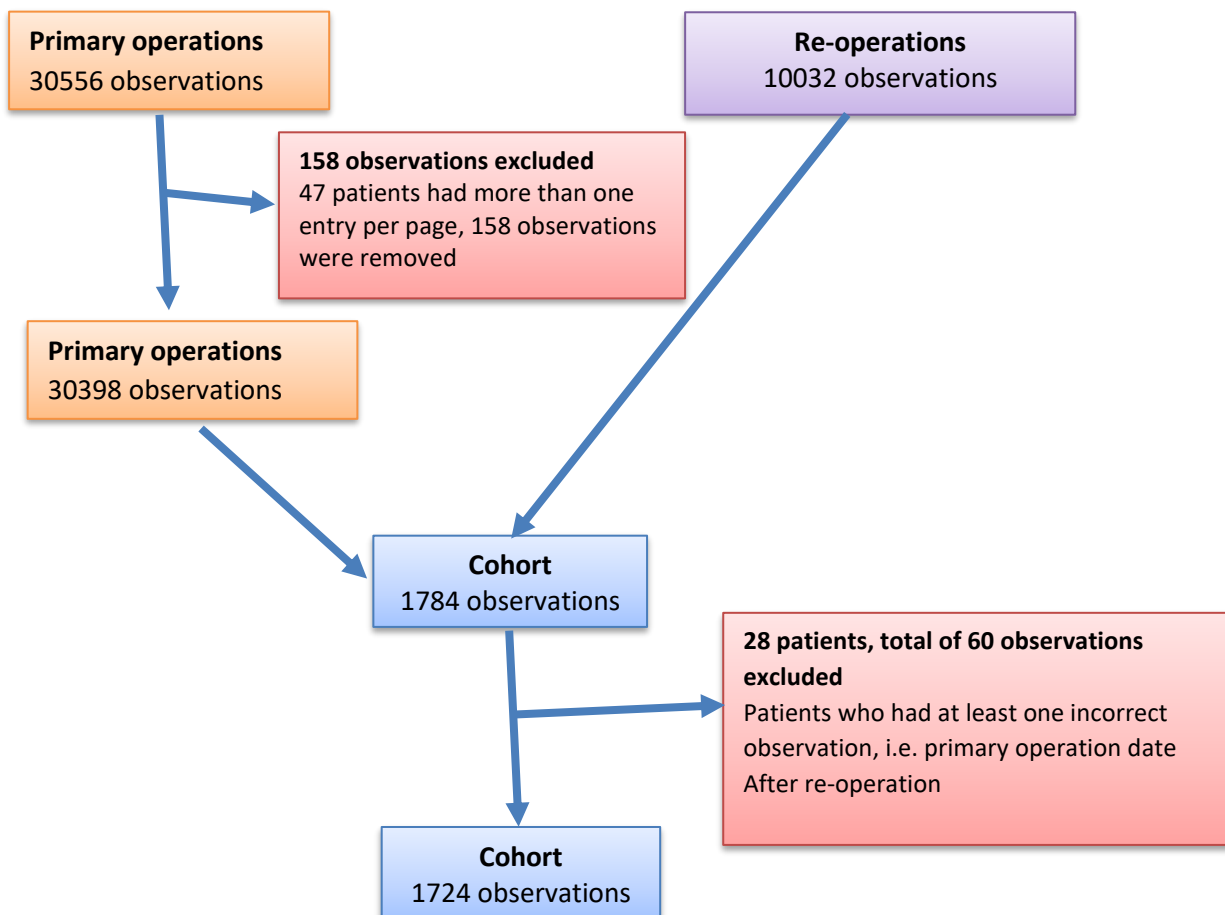 Primary operations
30556 observations
Re-operations
10032 observations
158 observations excluded
47 patients had more than one
entry per page, 158 observations
were removed
Primary operations
30398 observations
Cohort
1784 observations
28 patients, total of 60 observations
excluded
Patients who had at least one incorrect
observation, i.e. primary operation date
After re-operation
Cohort
1724 observations